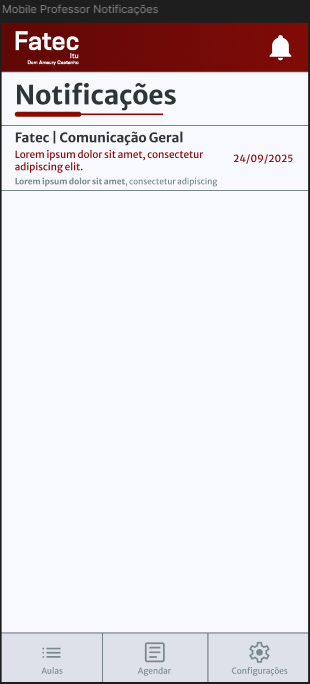 Mobile Professor Notificações
Fatec
Itu
Dom Amaury Castanho
Notificações
Fatec | Comunicação Geral
Lorem ipsum dolor sit amet, consectetur
adipiscing elit.
24/09/2025
Lorem ipsum dolor sit amet, consectetur adipiscing
Aulas
Agendar
Configurações